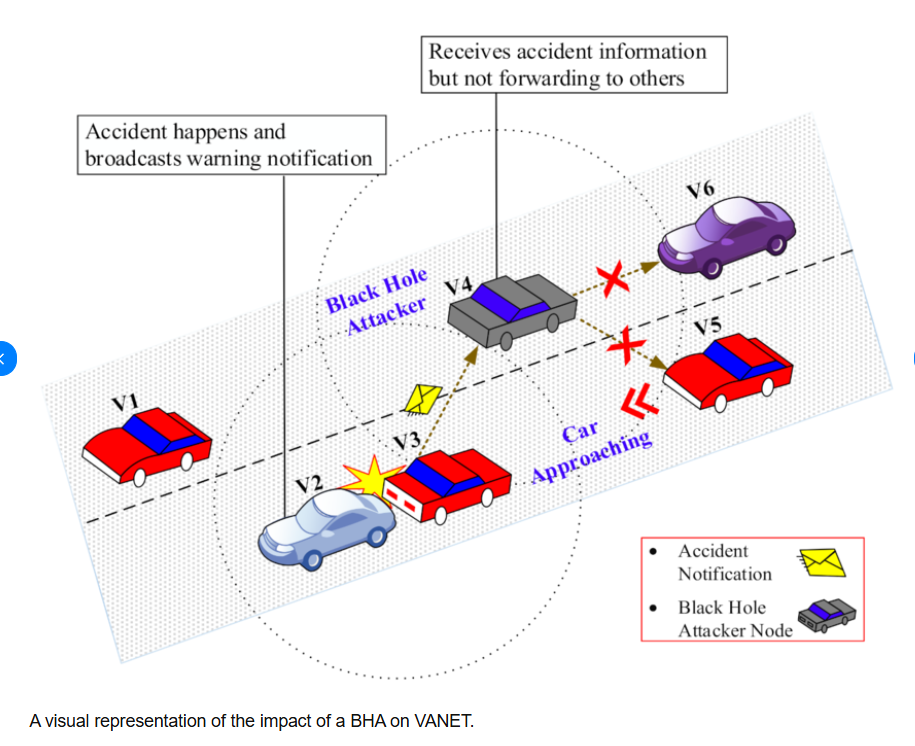 Receives accident information
but not forwarding to others
Accident happens and
broadcasts warning notification
V6
Black Hole
Attacker
V4
V5
V1
V3
Car
Approaching
V2
Accident
Notification
Black Hole
Attacker Node
A visual representation of the impact of a BHA on VANET.